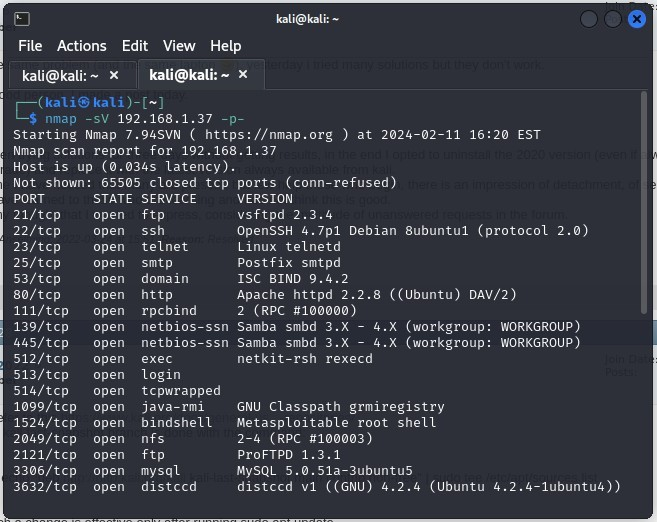 kali@kali: ~
File Actions Edit View Help
kali@kali: ~ × kali@kali: ~ ×
┌──(kali㉿kali)-[~]
└─$ nmap -sV 192.168.1.37 -p-
Starting Nmap 7.94SVN ( https://nmap.org ) at 2024-02-11 16:20 EST
Nmap scan report for 192.168.1.37
Host is up (0.034s latency).
Not shown: 65505 closed tcp ports (conn-refused)
PORT STATE SERVICE VERSION
21/tcp open ftp vsftpd 2.3.4
22/tcp open ssh OpenSSH 4.7p1 Debian 8ubuntu1 (protocol 2.0)
23/tcp open telnet Linux telnetd
25/tcp open smtp Postfix smtpd
53/tcp open domain ISC BIND 9.4.2
80/tcp open http Apache httpd 2.2.8 ((Ubuntu) DAV/2)
111/tcp open rpcbind 2 (RPC #100000)
139/tcp open netbios-ssn Samba smbd 3.X - 4.X (workgroup: WORKGROUP)
445/tcp open netbios-ssn Samba smbd 3.X - 4.X (workgroup: WORKGROUP)
512/tcp open exec netkit-rsh rexecd
513/tcp open login
514/tcp open tcpwrapped
1099/tcp open java-rmi GNU Classpath grmiregistry
1524/tcp open bindshell Metasploitable root shell
2049/tcp open nfs 2-4 (RPC #100003)
2121/tcp open ftp ProFTPD 1.3.1
3306/tcp open mysql MySQL 5.0.51a-3ubuntu5
3632/tcp open distccd distccd v1 ((GNU) 4.2.4 (Ubuntu 4.2.4-1ubuntu4))